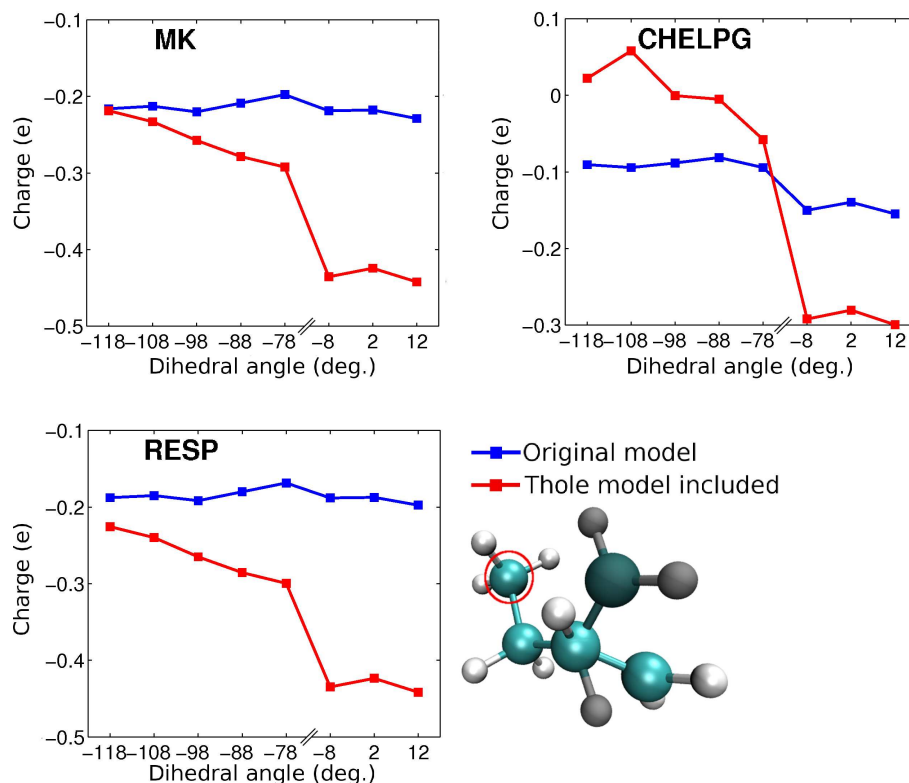 MK
Charge (e)
−0.1
−0.2
−0.3
−0.4
−0.5
−118 −108 −98 −88 −78 −8 2 12
Dihedral angle (deg.)
CHELPG
Charge (e)
0.1
0
−0.1
−0.2
−0.3
−118 −108 −98 −88 −78 −8 2 12
Dihedral angle (deg.)
RESP
Charge (e)
−0.1
−0.2
−0.3
−0.4
−0.5
−118 −108 −98 −88 −78 −8 2 12
Dihedral angle (deg.)
Original model
Thole model included